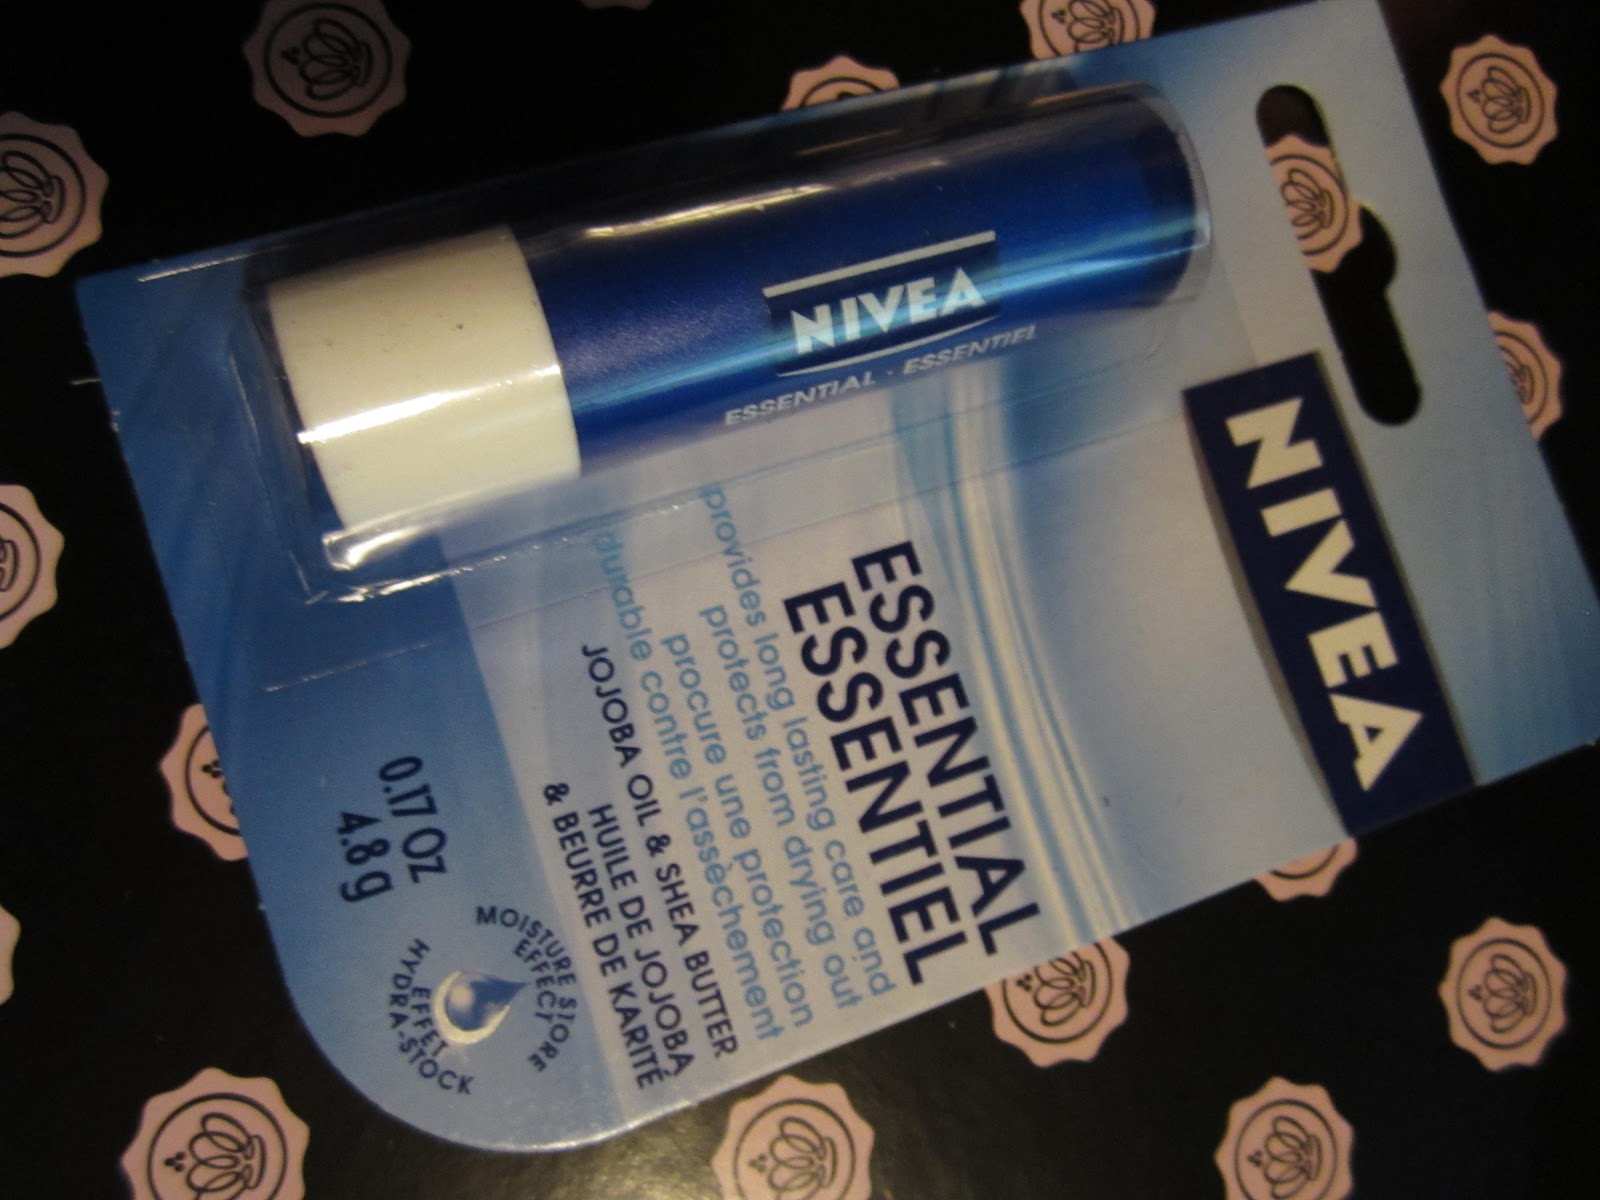 NIVEA
ESSENTIAL · ESSENTIEL
NIVEA
ESSENTIAL
ESSENTIEL
provides long lasting care and
protects from drying out
procure une protection
durable contre l'assèchement
JOJOBA OIL & SHEA BUTTER
HUILE DE JOJOBA
& BEURRE DE KARITÉ
0.17 Oz
4.8 g
MOISTURE STORE
EFFECT
EFFET
HYDRA-STOCK